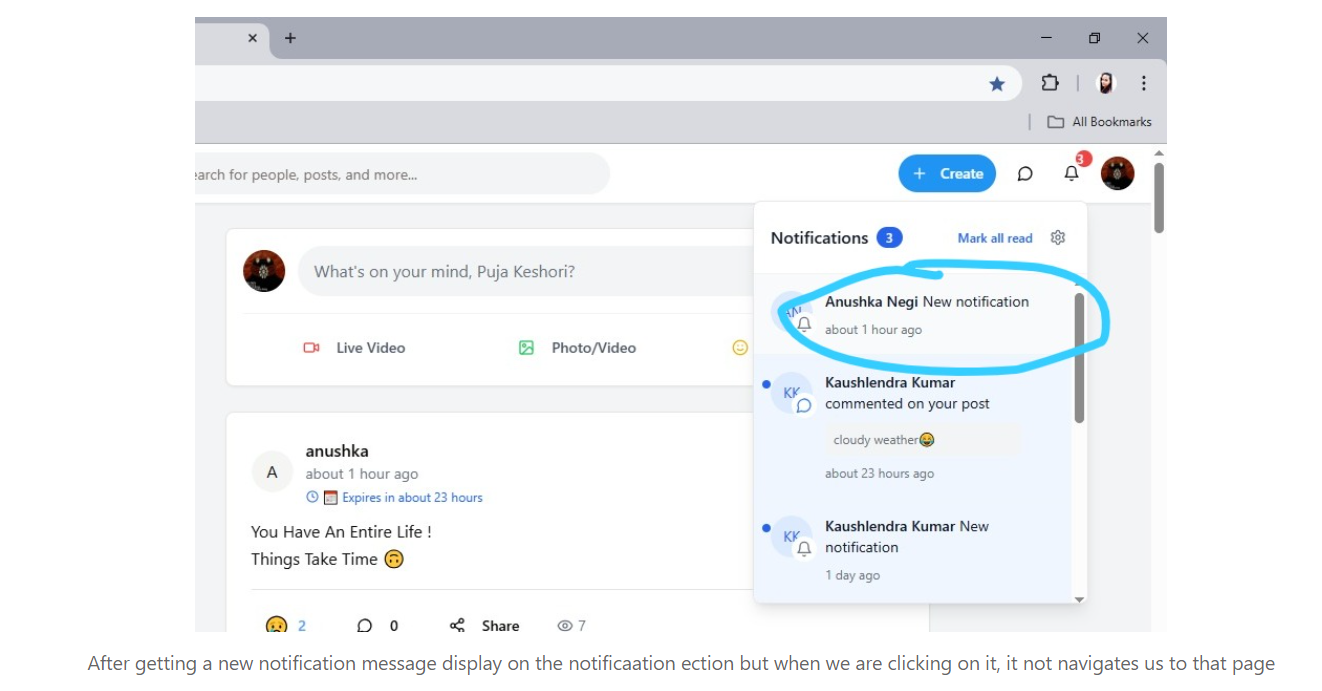 All Bookmarks
earch for people, posts, and more...
+ Create
3
Notifications 3
Mark all read
What's on your mind, Puja Keshori?
Live Video
Photo/Video
AN
Anushka Negi New notification
about 1 hour ago
KK
Kaushlendra Kumar
commented on your post
cloudy weather😂
about 23 hours ago
KK
Kaushlendra Kumar New
notification
1 day ago
A
anushka
about 1 hour ago
Expires in about 23 hours
You Have An Entire Life !
Things Take Time 🙃
2
0
Share
7
After getting a new notification message display on the notificaation ection but when we are clicking on it, it not navigates us to that page